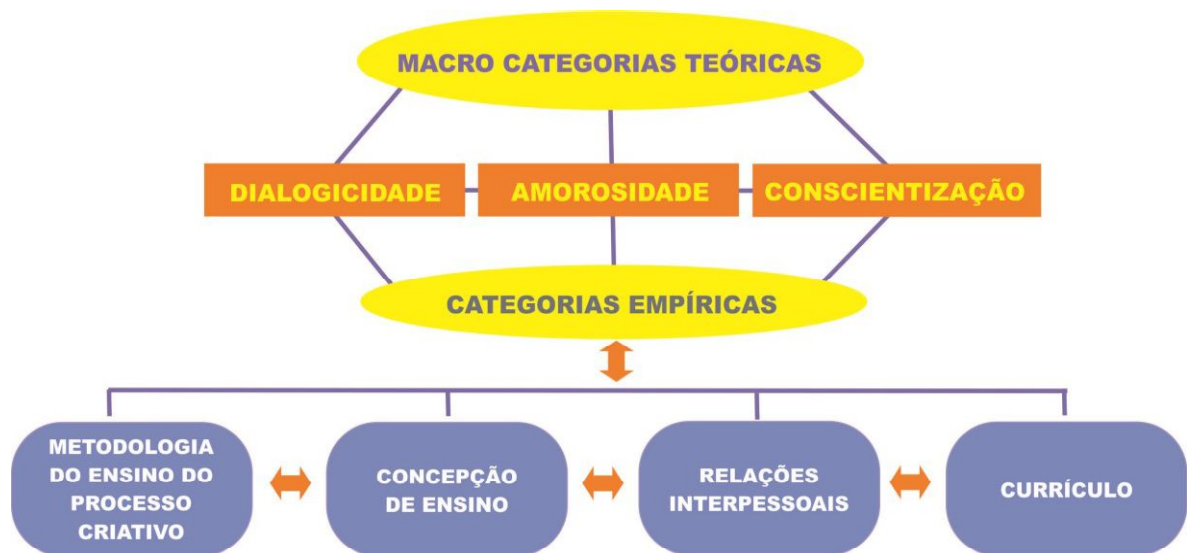 MACRO CATEGORIAS TEÓRICAS
DIALOGICIDADE
AMOROSIDADE
CONSCIENTIZAÇÃO
CATEGORIAS EMPÍRICAS
METODOLOGIA
DO ENSINO DO
PROCESSO
CRIATIVO
CONCEPÇÃO
DE ENSINO
RELAÇÕES
INTERPESSOAIS
CURRÍCULO